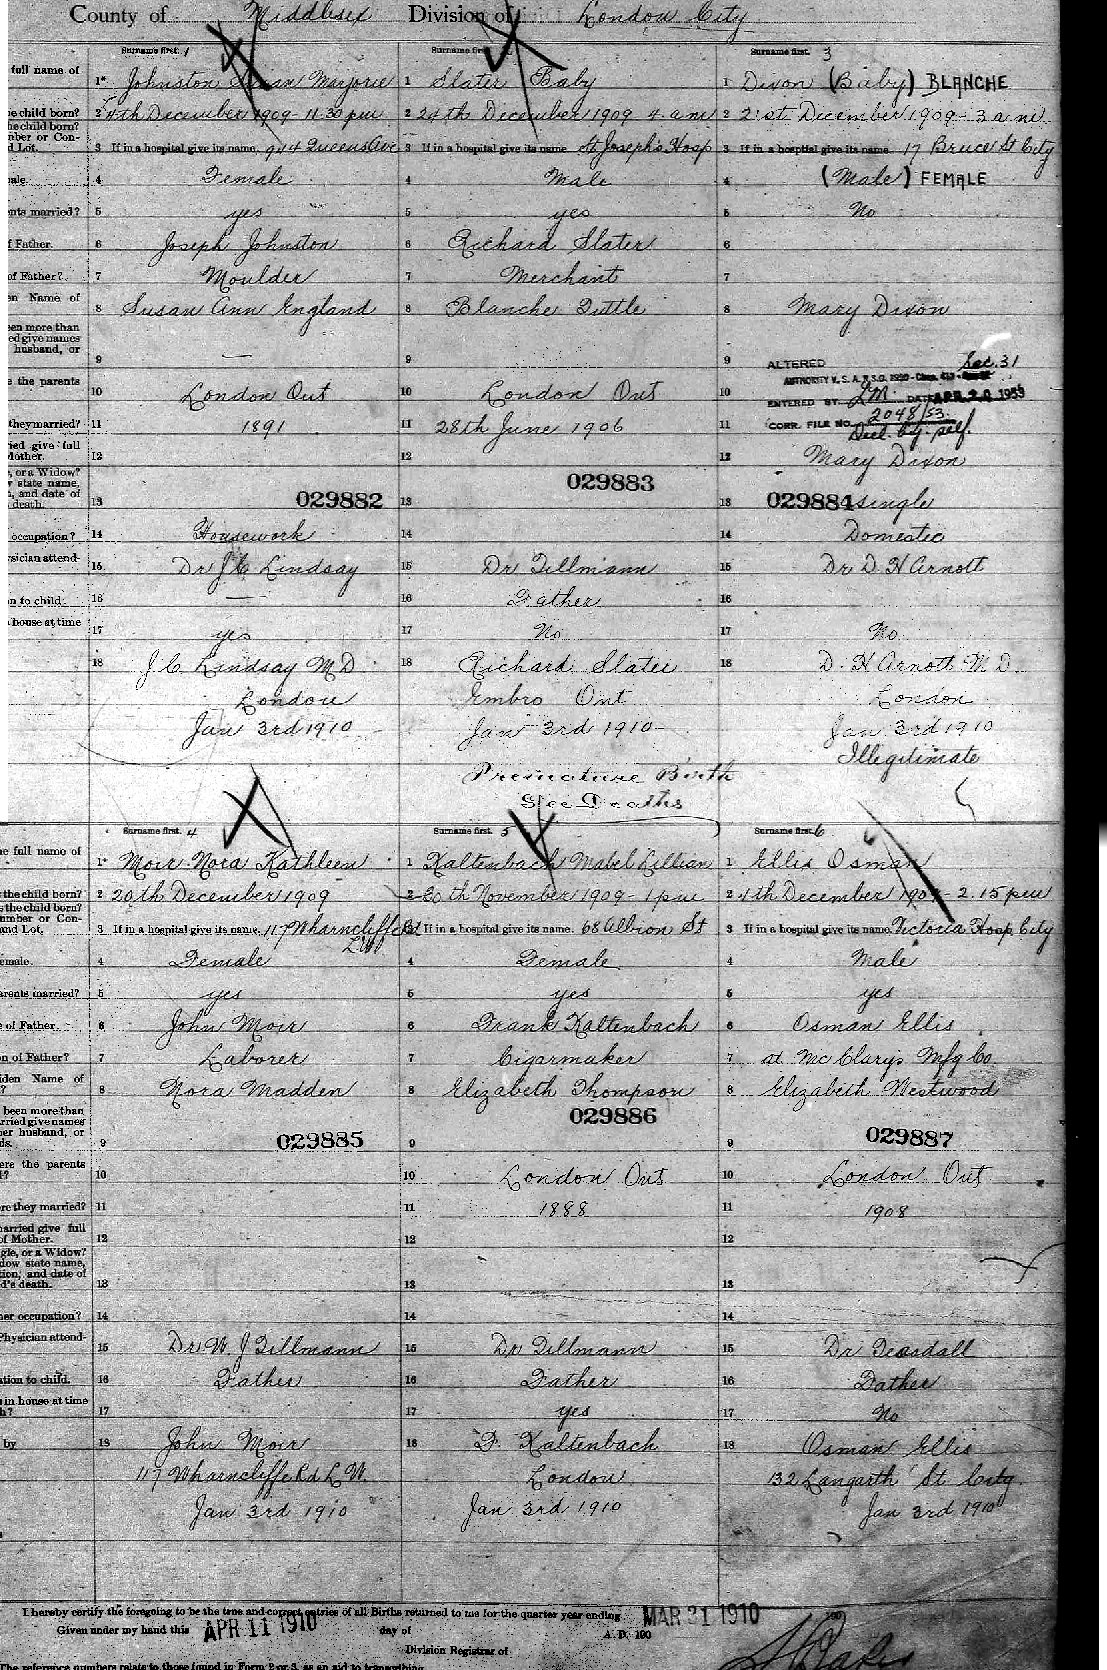 County of Middlesex Division of London City
Surname first. 1 Surname first. Surname first. 3
full name of 1* Johnston Susan Marjorie 1 Slater Baby 1 Dixon (Baby) BLANCHE
e child born? 2 4th December 1909 11.30 pm 2 24th December 1909 4 am 2 21st December 1909 - 3 a m
he child born?
mber or Con-
d Lot. 3 If in a hospital give its name. 944 Queens Ave 3 If in a hospital give its name St Joseph's Hosp 3 If in a hospital give its name. 17 Bruce St City
ale. 4 Female 4 Male 4 (Male) FEMALE
nts married? 5 yes 5 yes 5 No
f Father. 6 Joseph Johnston 6 Richard Slater 6
of Father? 7 Moulder 7 Merchant 7
en Name of 8 Susan Ann England 8 Blanche Tuttle 8 Mary Dixon
een more than
ed give names
husband, or 9 — 9 9
ALTERED Sec. 31
e the parents 10 London Ont 10 London Ont 10
ENTERED BY DATE APR 20 1953
they married? 11 1891 11 28th June 1906 11 CORR. FILE NO. 2048/53
Decl. by self.
ied give full
Mother. 12 12 12 Mary Dixon
, or a Widow?
w state name,
, and date of
death. 13 029882 13 029883 13 029884 single
occupation? 14 Housework 14 14 Domestic
sician attend- 15 Dr J C Lindsay 15 Dr Tillmann 15 Dr D H Arnott
n to child. 16 — 16 Father 16
house at time 17 yes 17 No 17 No
18 J. C. Lindsay M D 18 Richard Slater 18 D. H Arnott M D
London Embro Ont London
Jan 3rd 1910 Jan 3rd 1910 Jan 3rd 1910
Illegitimate
Premature Birth
See Deaths
Surname first. 4 Surname first. 5 Surname first. 6
he full name of 1* Moir Nora Kathleen 1 Kaltenbach Mabel Lillian 1 Ellis Osman
the child born? 2 20th December 1909 2 30th November 1909 - 1 pm 2 1th December 1909 - 2.15 pm
s the child born?
umber or Con-
and Lot. 3 If in a hospital give its name. 117 Wharncliffe Rd 3 If in a hospital give its name. 68 Albion St 3 If in a hospital give its name. Victoria Hosp City
L.W.
emale. 4 Female 4 Female 4 Male
arents married? 5 yes 5 yes 5 yes
e of Father. 6 John Moir 6 Frank Kaltenbach 6 Osman Ellis
on of Father? 7 Laborer 7 Cigarmaker 7 at McClarys Mfg Co
iden Name of 8 Nora Madden 8 Elizabeth Thompson 8 Elizabeth Westwood
been more than
rried give names
er husband, or
ds. 9 029885 9 029886 9 029887
ere the parents 10 10 London Ont 10 London Ont
re they married? 11 11 1888 11 1908
married give full
of Mother. 12 12 12
gle, or a Widow?
dow state name,
tion, and date of
d's death. 13 13 13
her occupation? 14 14 14
Physician attend- 15 Dr W. J Tillmann 15 Dr Tillmann 15 Dr Teasdall
ation to child. 16 Father 16 Father 16 Father
in house at time 17 17 yes 17 No
by 18 John Moir 18 F. Kaltenbach 18 Osman Ellis
117 Wharncliffe Rd L.W. London 132 Langarth St City
Jan 3rd 1910 Jan 3rd 1910 Jan 3rd 1910
I hereby certify the foregoing to be the true and correct entries of all Births returned to me for the quarter year ending MAR 21 1910
Given under my hand this APR 11 1910 day of A. D. 190
Division Registrar of
The reference numbers relate to those found in Form 2 or 3, as an aid to transcribing